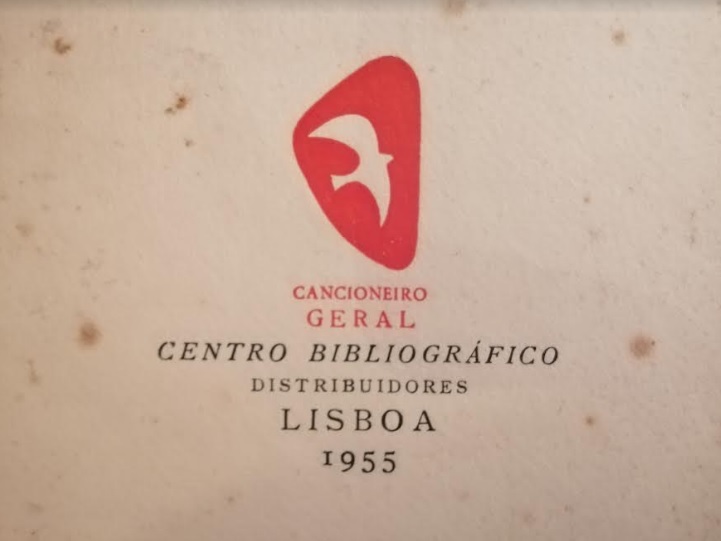 CANCIONEIRO
GERAL
CENTRO BIBLIOGRÁFICO
DISTRIBUIDORES
LISBOA
1955